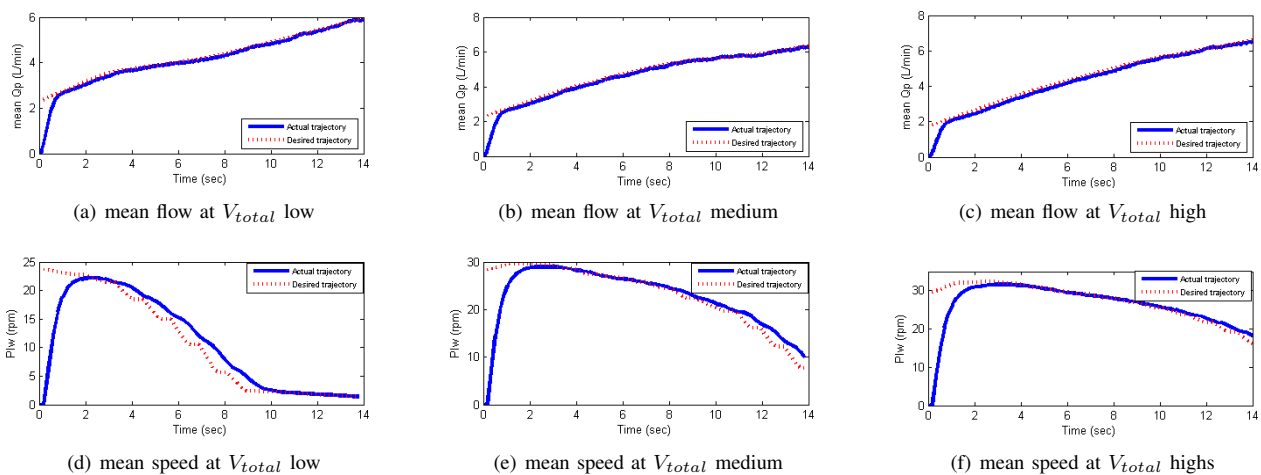 6
4
2
0
mean Qp (L/min)
0 2 4 6 8 10 12 14
Time (sec)
Actual trajectory
Desired trajectory
(a) mean flow at V_total low
8
6
4
2
0
mean Qp (L/min)
0 2 4 6 8 10 12 14
Time (sec)
Actual trajectory
Desired trajectory
(b) mean flow at V_total medium
8
6
4
2
0
mean Qp (L/min)
0 2 4 6 8 10 12 14
Time (sec)
Actual trajectory
Desired trajectory
(c) mean flow at V_total high
25
20
15
10
5
0
Plw (rpm)
0 2 4 6 8 10 12 14
Time (sec)
Actual trajectory
Desired trajectory
(d) mean speed at V_total low
30
20
10
0
Plw (rpm)
0 2 4 6 8 10 12 14
Time (sec)
Actual trajectory
Desired trajectory
(e) mean speed at V_total medium
30
20
10
0
Plw (rpm)
0 2 4 6 8 10 12 14
Time (sec)
Actual trajectory
Desired trajectory
(f) mean speed at V_total highs